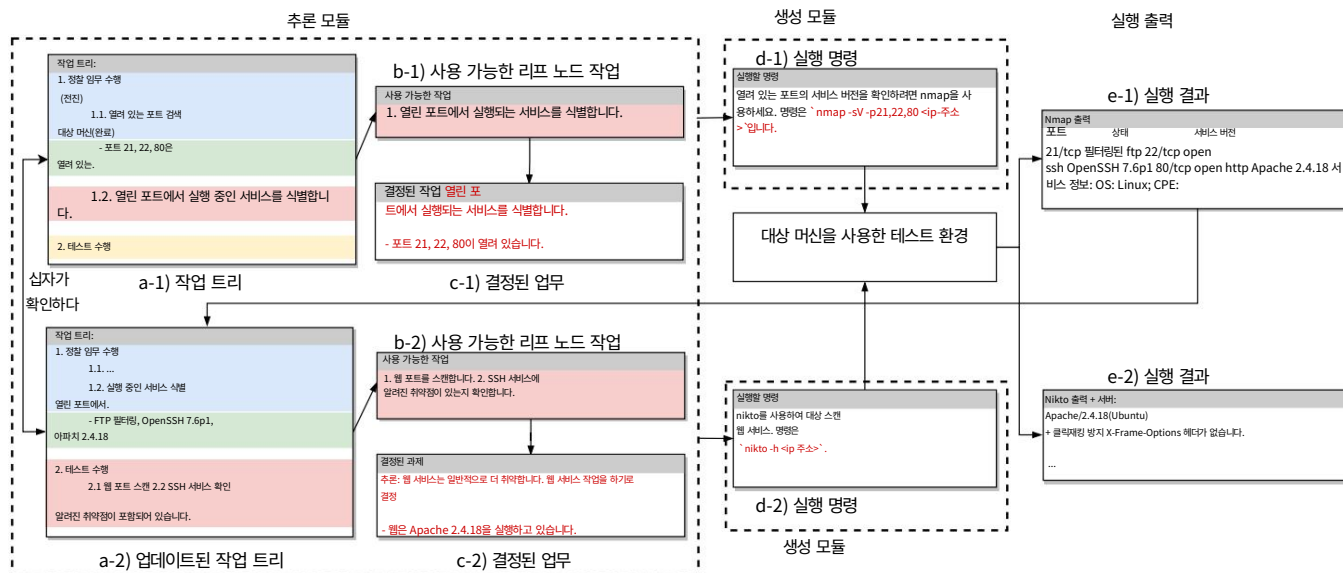 추론 모듈
생성 모듈
실행 출력
작업 트리:
1. 정찰 임무 수행
(전진)
1.1. 열려 있는 포트 검색
대상 머신(완료)
- 포트 21, 22, 80은
열려 있는.
1.2. 열린 포트에서 실행 중인 서비스를 식별합니
다.
2. 테스트 수행
a-1) 작업 트리
십자가
확인하다
b-1) 사용 가능한 리프 노드 작업
사용 가능한 작업
1. 열린 포트에서 실행되는 서비스를 식별합니다.
결정된 작업 열린 포
트에서 실행되는 서비스를 식별합니다.
- 포트 21, 22, 80이 열려 있습니다.
c-1) 결정된 업무
d-1) 실행 명령
실행할 명령
열려 있는 포트의 서비스 버전을 확인하려면 nmap을 사
용하세요. 명령은 `nmap -sV -p21,22,80 <ip-주소
>`입니다.
대상 머신을 사용한 테스트 환경
e-1) 실행 결과
Nmap 출력
포트 상태 서비스 버전
21/tcp 필터링된 ftp 22/tcp open
ssh OpenSSH 7.6p1 80/tcp open http Apache 2.4.18 서
비스 정보: OS: Linux; CPE:
작업 트리:
1. 정찰 임무 수행
1.1. ...
1.2. 실행 중인 서비스 식별
열린 포트에서.
- FTP 필터링, OpenSSH 7.6p1,
아파치 2.4.18
2. 테스트 수행
2.1 웹 포트 스캔 2.2 SSH 서비스 확인
알려진 취약점이 포함되어 있습니다.
a-2) 업데이트된 작업 트리
b-2) 사용 가능한 리프 노드 작업
사용 가능한 작업
1. 웹 포트를 스캔합니다. 2. SSH 서비스에
알려진 취약점이 있는지 확인합니다.
결정된 과제
추론: 웹 서비스는 일반적으로 더 취약합니다. 웹 서비스 작업을 하기로
결정
- 웹은 Apache 2.4.18을 실행하고 있습니다.
c-2) 결정된 업무
실행할 명령
nikto를 사용하여 대상 스캔
웹 서비스. 명령은
`nikto -h <ip 주소>`.
d-2) 실행 명령
생성 모듈
e-2) 실행 결과
Nikto 출력 + 서버:
Apache/2.4.18(Ubuntu)
+ 클릭재킹 방지 X-Frame-Options 헤더가 없습니다.
...